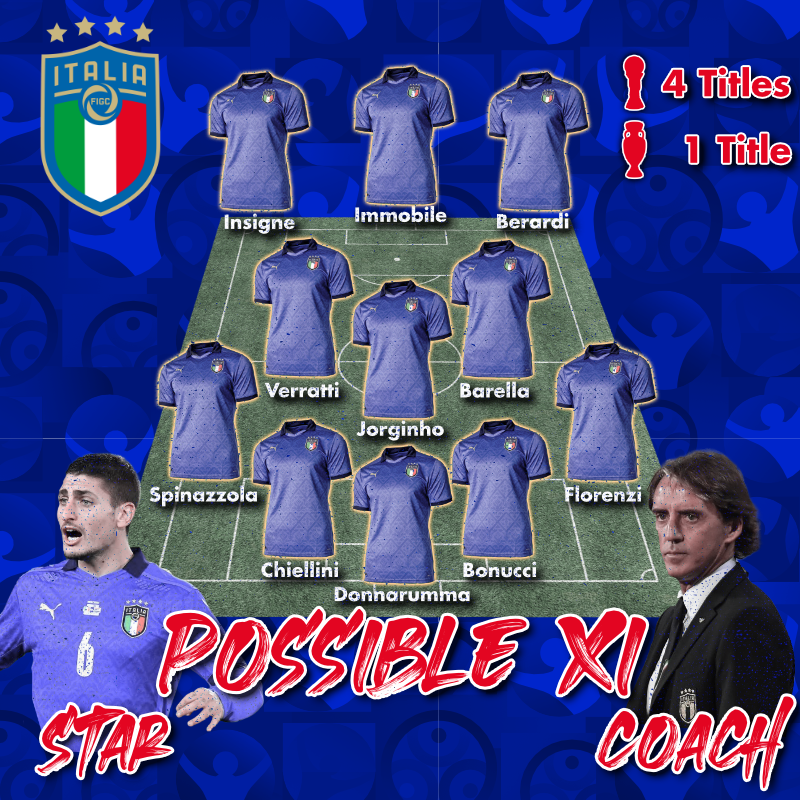 ITALIA
FIGC
4 Titles
1 Title
Insigne
Immobile
Berardi
Verratti
Barella
Jorginho
Spinazzola
Florenzi
Chiellini
Bonucci
Donnarumma
ITALIA
6
POSSIBLE XI
STAR
COACH